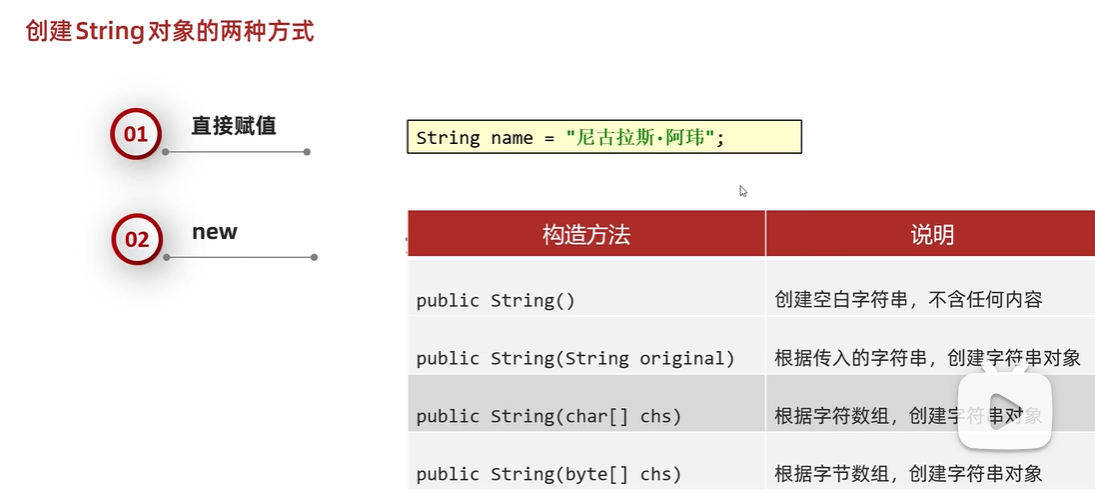 创建String对象的两种方式
01 直接赋值
String name = "尼古拉斯·阿玮";
02 new
构造方法 说明
public String() 创建空白字符串，不含任何内容
public String(String original) 根据传入的字符串，创建字符串对象
public String(char[] chs) 根据字符数组，创建字符串对象
public String(byte[] chs) 根据字节数组，创建字符串对象